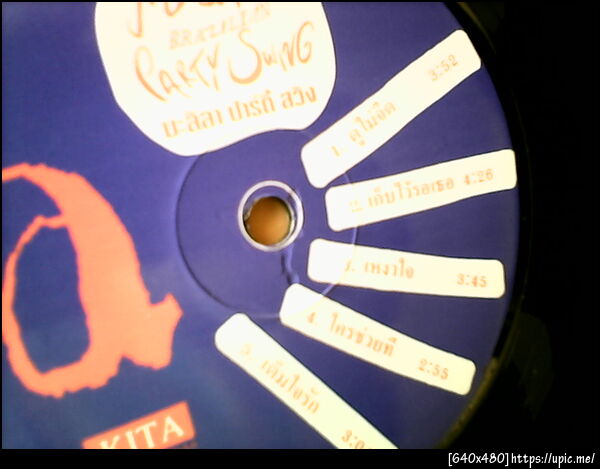 BRAZILIAN
PARTY SWING
มะลิลา ปาร์ตี้ สวิง
1. ดูไม่จืด 3:52
2. เก็บไว้รอเธอ 4:26
3. เหงาใจ 3:45
4. ใครช่วยที 2:55
5. เติมใจรัก
KITA
[640x480]https://upic.me/